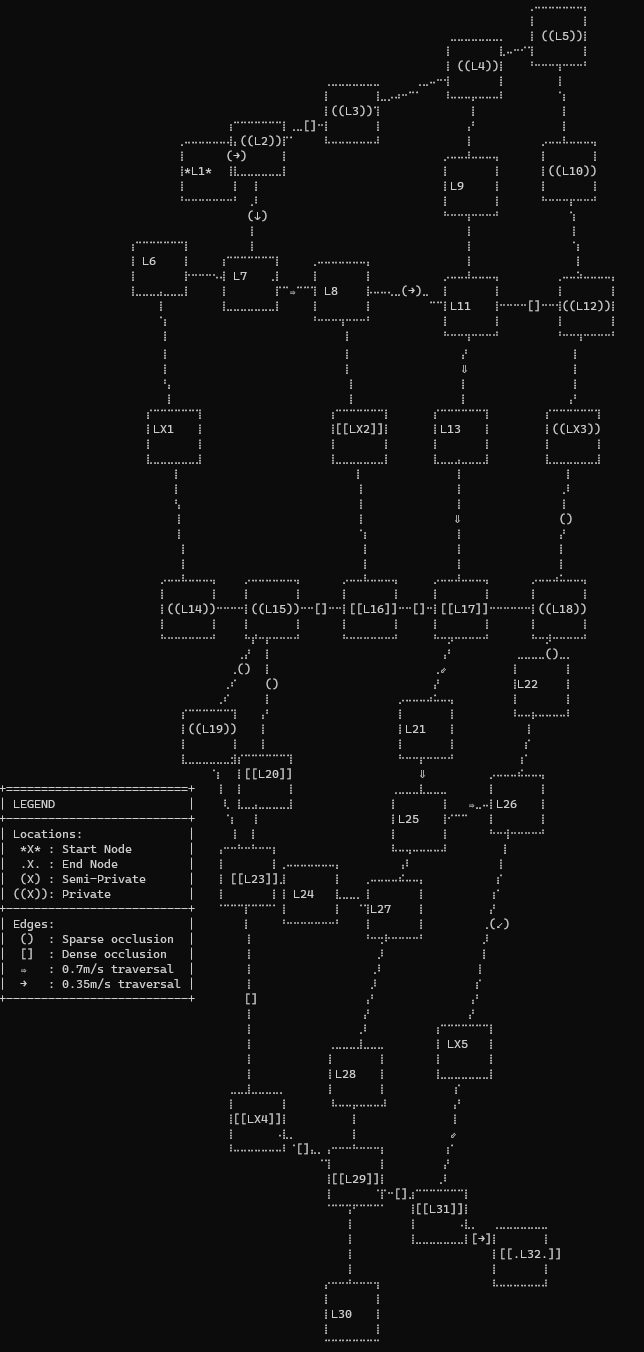 ((L5))
((L4))
((L3))
[]
((L2))
(→)
*L1*
((L10))
L9
(↓)
L6
L7
⇒
L8
(→)
L11
[]
((L12))
⇓
LX1
[[LX2]]
L13
((LX3))
⇓
()
((L14))
((L15))
[]
[[L16]]
[]
[[L17]]
((L18))
()
()
⇙
()
L22
((L19))
L21
[[L20]]
⇓
L26
⇒
L25
LEGEND
Locations:
*X* : Start Node
.X. : End Node
(X) : Semi-Private
((X)): Private
Edges:
() : Sparse occlusion
[] : Dense occlusion
⇒ : 0.7m/s traversal
→ : 0.35m/s traversal
[[L23]]
L24
L27
(↙)
[]
LX5
L28
[[LX4]]
⇙
[]
[[L29]]
[]
[[L31]]
[→]
[[.L32.]]
L30